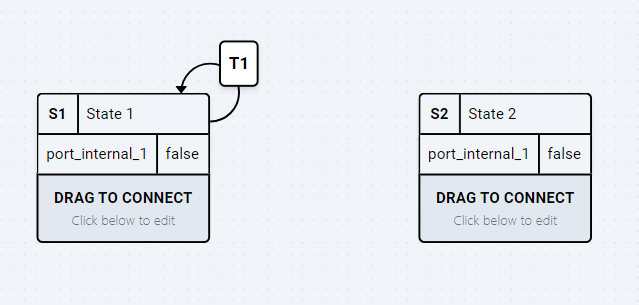 T1
S1 State 1
port_internal_1 false
DRAG TO CONNECT
Click below to edit
S2 State 2
port_internal_1 false
DRAG TO CONNECT
Click below to edit